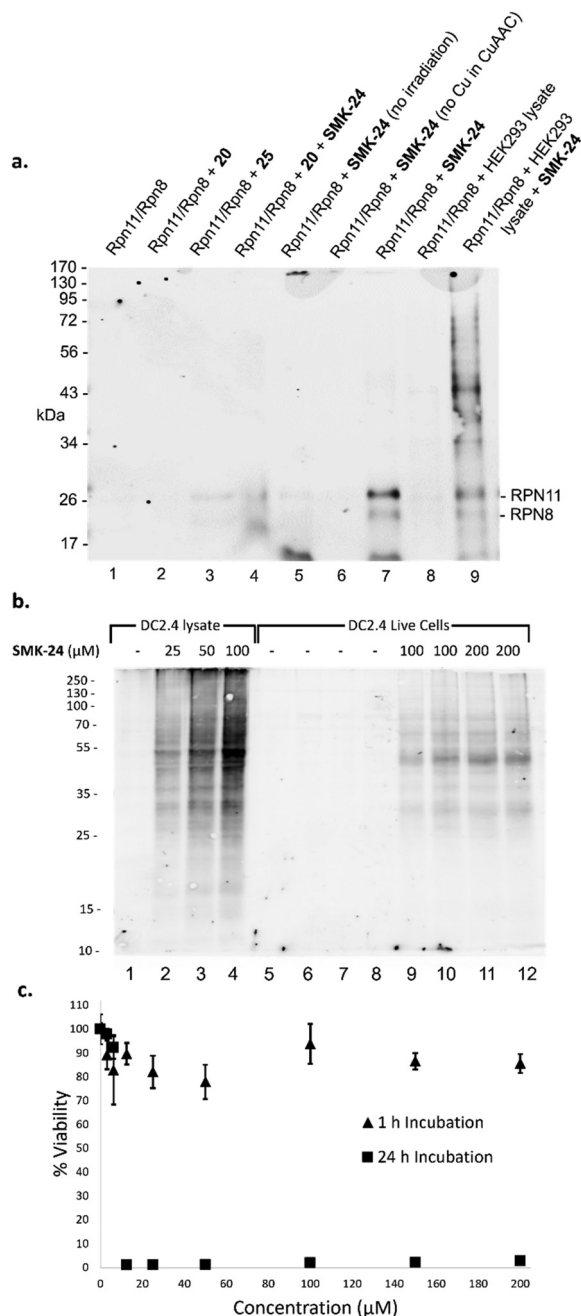 a.
Rpn11/Rpn8
Rpn11/Rpn8 + 20
Rpn11/Rpn8 + 25
Rpn11/Rpn8 + 20 + SMK-24
Rpn11/Rpn8 + SMK-24 (no irradiation)
Rpn11/Rpn8 + SMK-24 (no Cu in CuAAC)
Rpn11/Rpn8 + SMK-24
Rpn11/Rpn8 + HEK293 lysate
Rpn11/Rpn8 + HEK293
lysate + SMK-24
170 -
130 -
95 -
72 -
56 -
43 -
kDa
34 -
26 -
17 -
- RPN11
- RPN8
1 2 3 4 5 6 7 8 9
b.
DC2.4 lysate DC2.4 Live Cells
SMK-24 (μM) - 25 50 100 - - - - 100 100 200 200
250 -
130 -
100 -
70 -
55 -
35 -
25 -
15 -
10 -
1 2 3 4 5 6 7 8 9 10 11 12
c.
110
100
90
80
70
60
50
40
30
20
10
0
% Viability
▲ 1 h Incubation
■ 24 h Incubation
0 20 40 60 80 100 120 140 160 180 200
Concentration (μM)